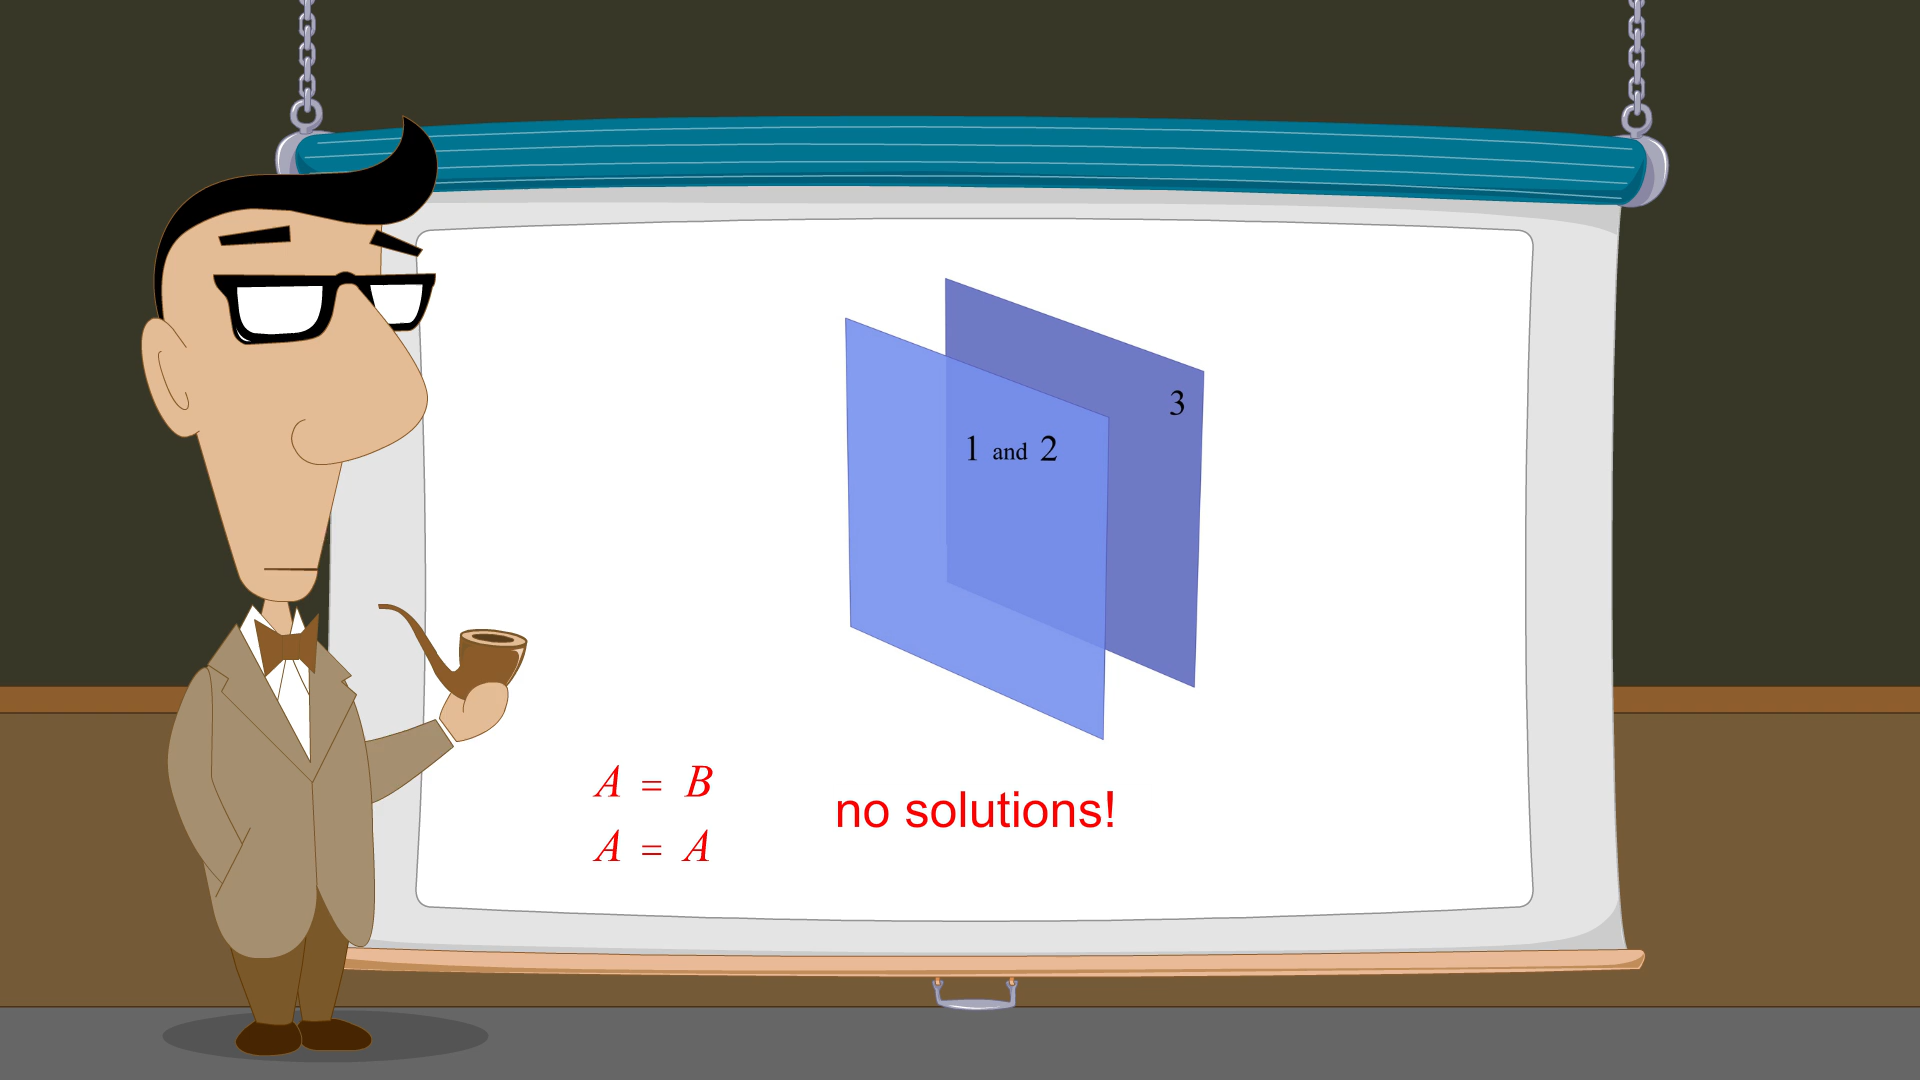 3
1 and 2
A = B
no solutions!
A = A